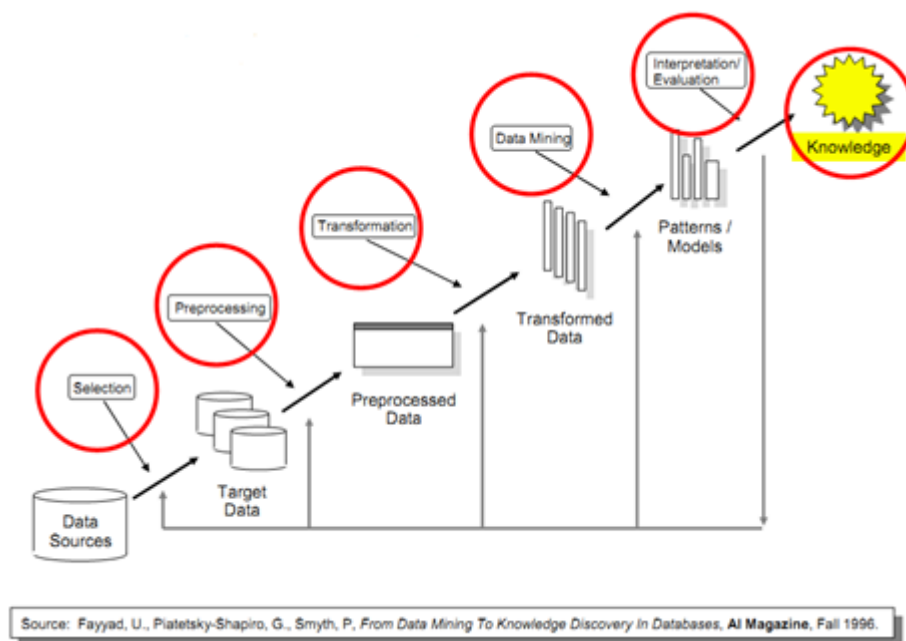 Interpretation/
Evaluation
Knowledge
Data Mining
Patterns /
Models
Transformation
Transformed
Data
Preprocessing
Preprocessed
Data
Selection
Target
Data
Data
Sources
Source: Fayyad, U., Piatetsky-Shapiro, G., Smyth, P, From Data Mining To Knowledge Discovery In Databases, AI Magazine, Fall 1996.